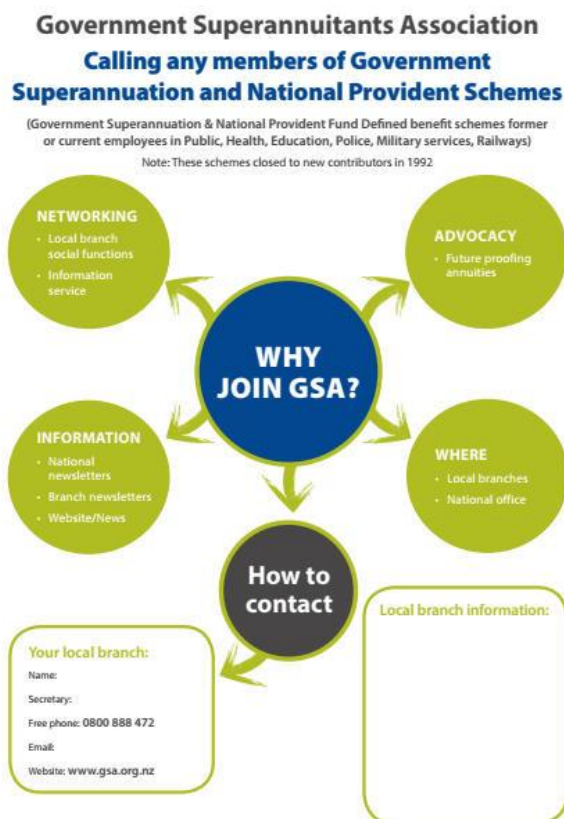 Government Superannuitants Association
Calling any members of Government
Superannuation and National Provident Schemes
(Government Superannuation & National Provident Fund Defined benefit schemes former
or current employees in Public, Health, Education, Police, Military services, Railways)
Note: These schemes closed to new contributors in 1992
NETWORKING
• Local branch
social functions
• Information
service
ADVOCACY
• Future proofing
annuities
WHY
JOIN GSA?
INFORMATION
• National
newsletters
• Branch newsletters
• Website/News
WHERE
• Local branches
• National office
How to
contact
Your local branch:
Name:
Secretary:
Free phone: 0800 888 472
Email:
Website: www.gsa.org.nz
Local branch information: